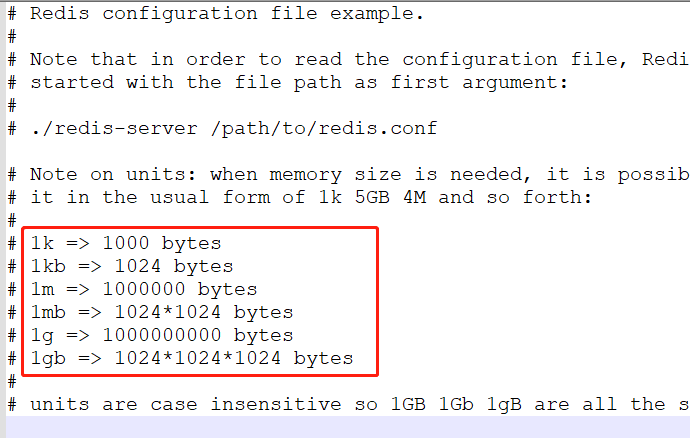 # Redis configuration file example.
#
# Note that in order to read the configuration file, Redi
# started with the file path as first argument:
#
# ./redis-server /path/to/redis.conf
# Note on units: when memory size is needed, it is possib
# it in the usual form of 1k 5GB 4M and so forth:
#
# 1k => 1000 bytes
# 1kb => 1024 bytes
# 1m => 1000000 bytes
# 1mb => 1024*1024 bytes
# 1g => 1000000000 bytes
# 1gb => 1024*1024*1024 bytes
#
# units are case insensitive so 1GB 1Gb 1gB are all the s